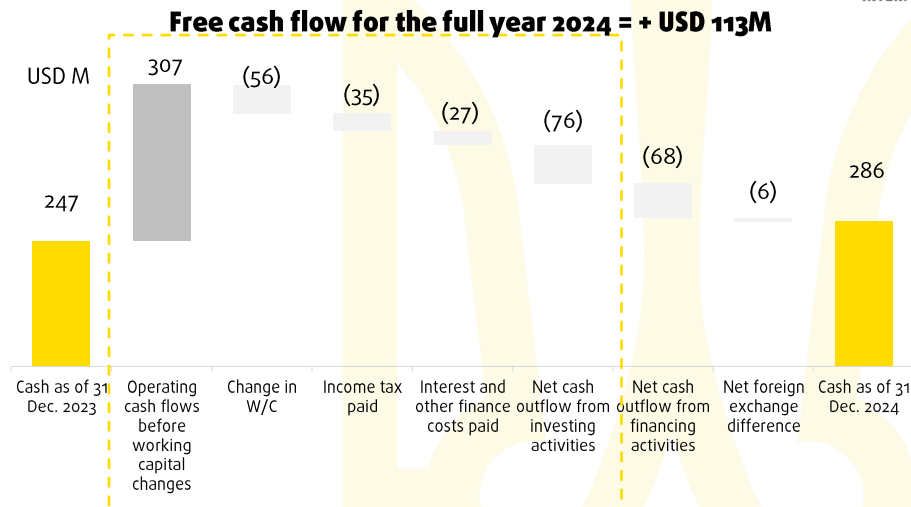 Free cash flow for the full year 2024 = + USD 113M
USD M
247
307
(56)
(35)
(27)
(76)
(68)
(6)
286
Cash as of 31
Dec. 2023
Operating
cash flows
before
working
capital
changes
Change in
W/C
Income tax
paid
Interest and
other finance
costs paid
Net cash
outflow from
investing
activities
Net cash
outflow from
financing
activities
Net foreign
exchange
difference
Cash as of 31
Dec. 2024